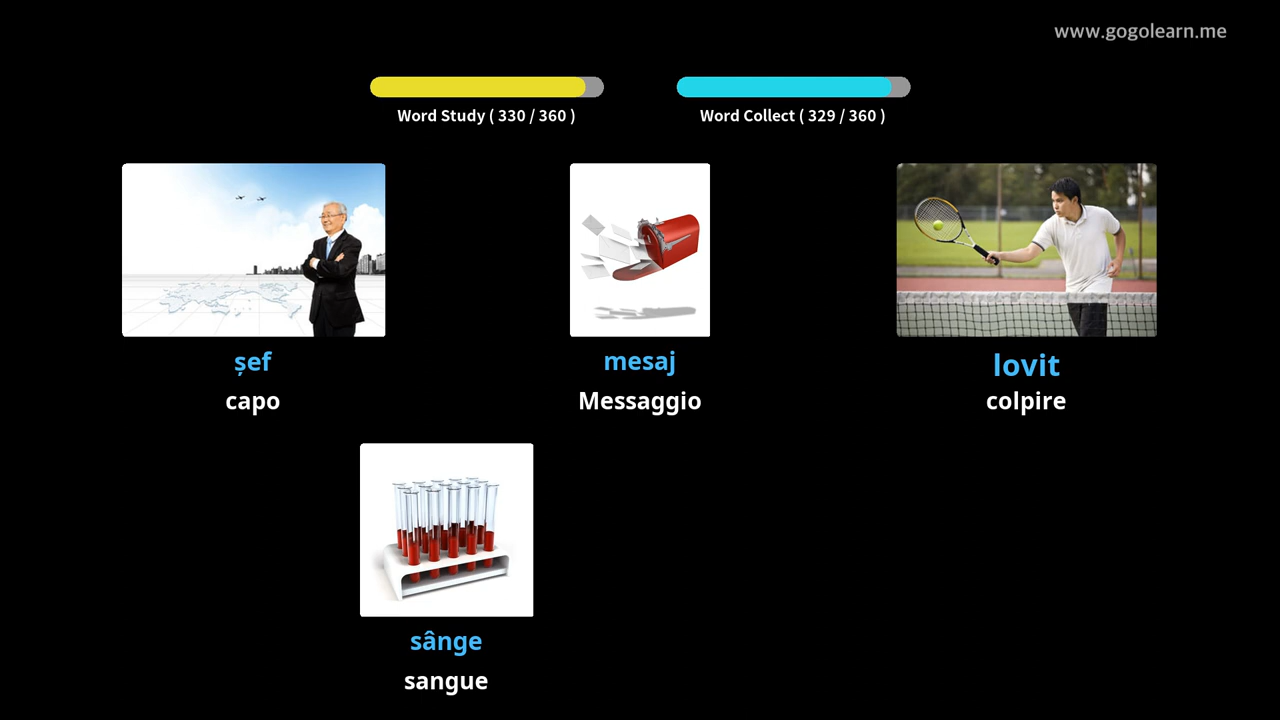 www.gogolearn.me
Word Study ( 330 / 360 )
Word Collect ( 329 / 360 )
șef
mesaj
lovit
capo
Messaggio
colpire
sânge
sangue